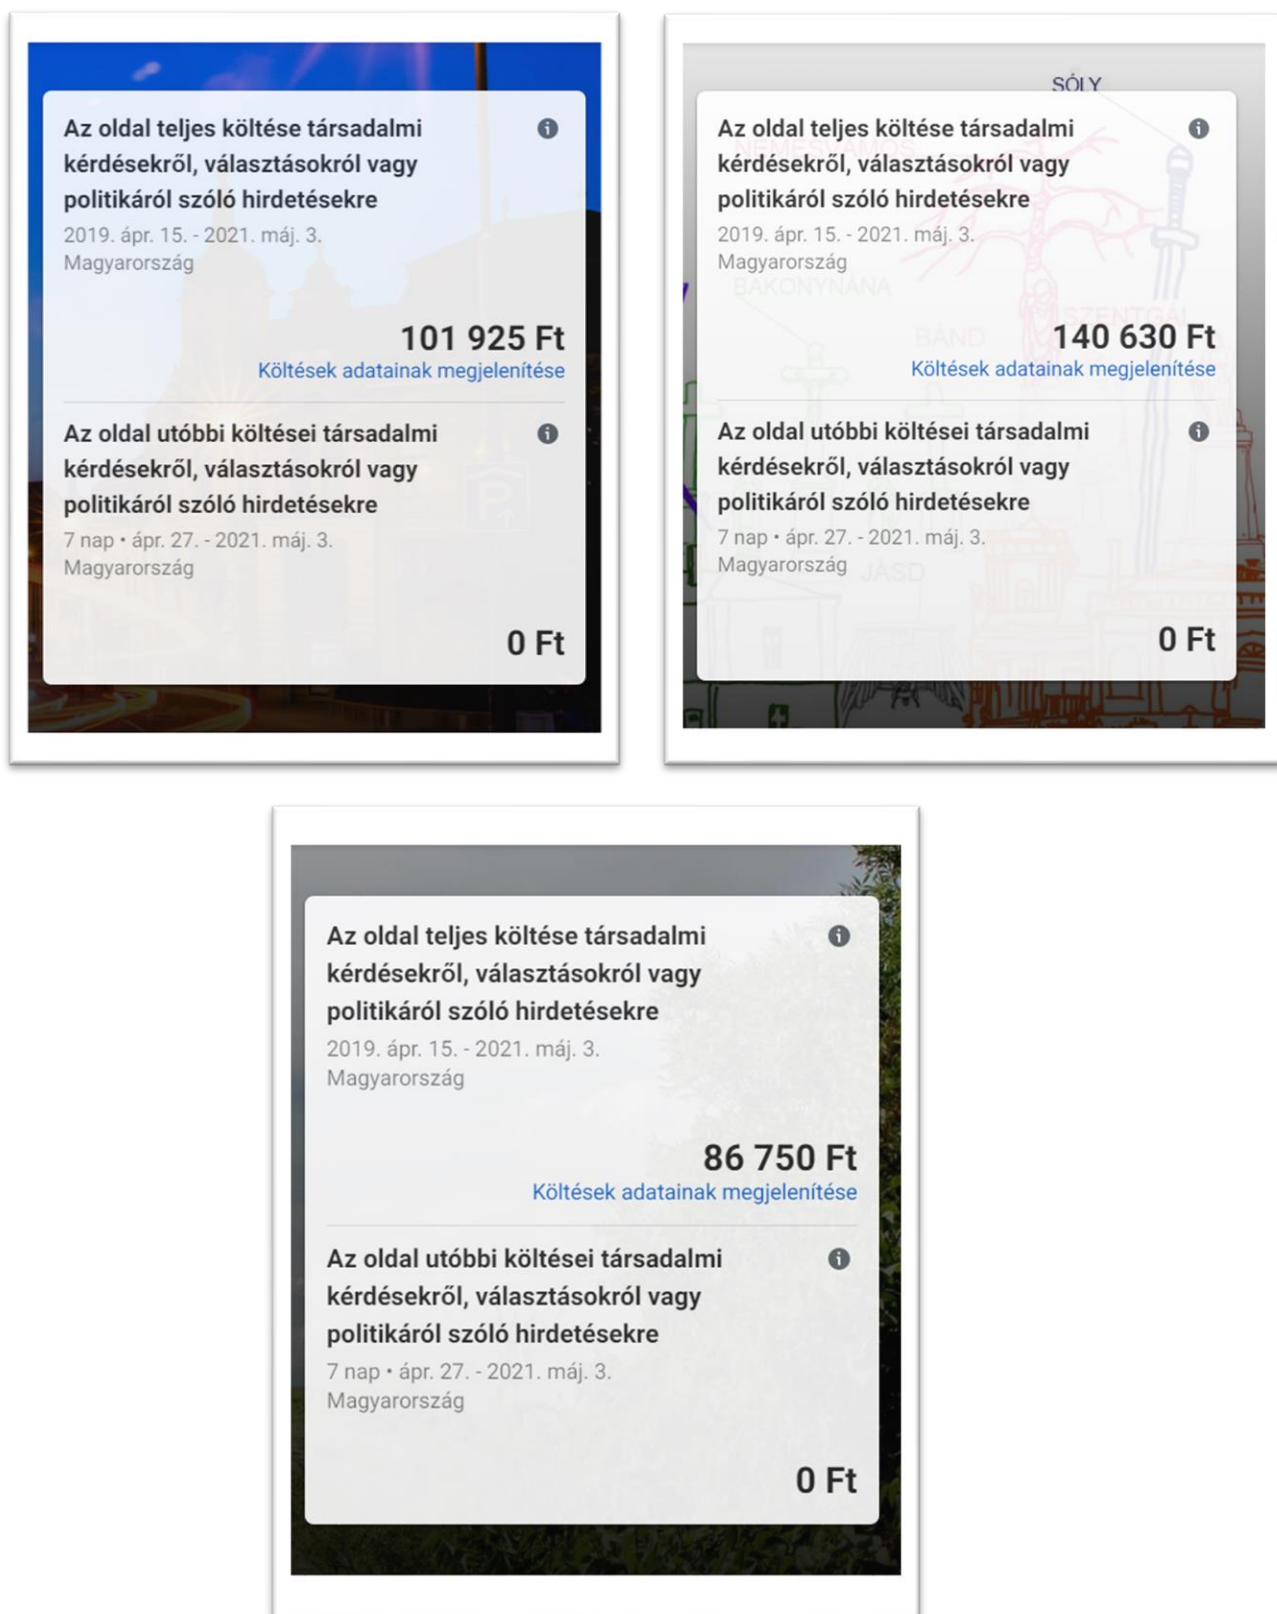 Az oldal teljes költése társadalmi
kérdésekről, választásokról vagy
politikáról szóló hirdetésekre
2019. ápr. 15. - 2021. máj. 3.
Magyarország
101 925 Ft
Költések adatainak megjelenítése
Az oldal utóbbi költései társadalmi
kérdésekről, választásokról vagy
politikáról szóló hirdetésekre
7 nap • ápr. 27. - 2021. máj. 3.
Magyarország
0 Ft
P
SÓLY
NEMESVÁMOS
Az oldal teljes költése társadalmi
kérdésekről, választásokról vagy
politikáról szóló hirdetésekre
2019. ápr. 15. - 2021. máj. 3.
Magyarország
BAKONYNÁNA
SZENTGÁL
BÁND
140 630 Ft
Költések adatainak megjelenítése
Az oldal utóbbi költései társadalmi
kérdésekről, választásokról vagy
politikáról szóló hirdetésekre
7 nap • ápr. 27. - 2021. máj. 3.
Magyarország
JÁSD
0 Ft
Az oldal teljes költése társadalmi
kérdésekről, választásokról vagy
politikáról szóló hirdetésekre
2019. ápr. 15. - 2021. máj. 3.
Magyarország
86 750 Ft
Költések adatainak megjelenítése
Az oldal utóbbi költései társadalmi
kérdésekről, választásokról vagy
politikáról szóló hirdetésekre
7 nap • ápr. 27. - 2021. máj. 3.
Magyarország
0 Ft